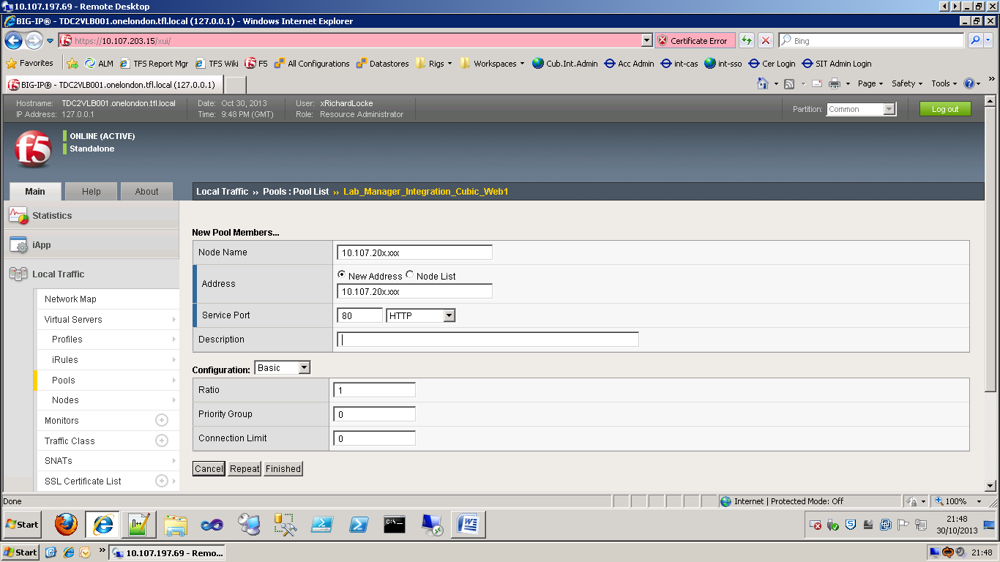 10.107.197.69 - Remote Desktop
BIG-IP® - TDC2VLB001.onelondon.tfl.local (127.0.0.1) - Windows Internet Explorer
https://10.107.203.15/xui/
Certificate Error
Bing
Favorites
ALM
TFS Report Mgr
TFS Wiki
F5
All Configurations
Datastores
Rigs
Workspaces
Cub.Int.Admin
Acc Admin
int-cas
int-sso
Cer Login
SIT Admin Login
BIG-IP® - TDC2VLB001.onelondon.tfl.local (127.0.0.1)
Page
Safety
Tools
Hostname: TDC2VLB001.onelondon.tfl.local
IP Address: 127.0.0.1
Date: Oct 30, 2013
Time: 9:48 PM (GMT)
User: xRichardLocke
Role: Resource Administrator
Partition: Common
Log out
f5
ONLINE (ACTIVE)
Standalone
Main
Help
About
Local Traffic ›› Pools : Pool List ›› Lab_Manager_Integration_Cubic_Web1
Statistics
iApp
Local Traffic
Network Map
Virtual Servers
Profiles
iRules
Pools
Nodes
Monitors
Traffic Class
SNATs
SSL Certificate List
New Pool Members...
Node Name 10.107.20x.xxx
Address New Address Node List
10.107.20x.xxx
Service Port 80 HTTP
Description
Configuration: Basic
Ratio 1
Priority Group 0
Connection Limit 0
Cancel Repeat Finished
Done
Internet | Protected Mode: Off
100%
Start
21:48
30/10/2013
Start
10.107.197.69 - Remo...
21:48